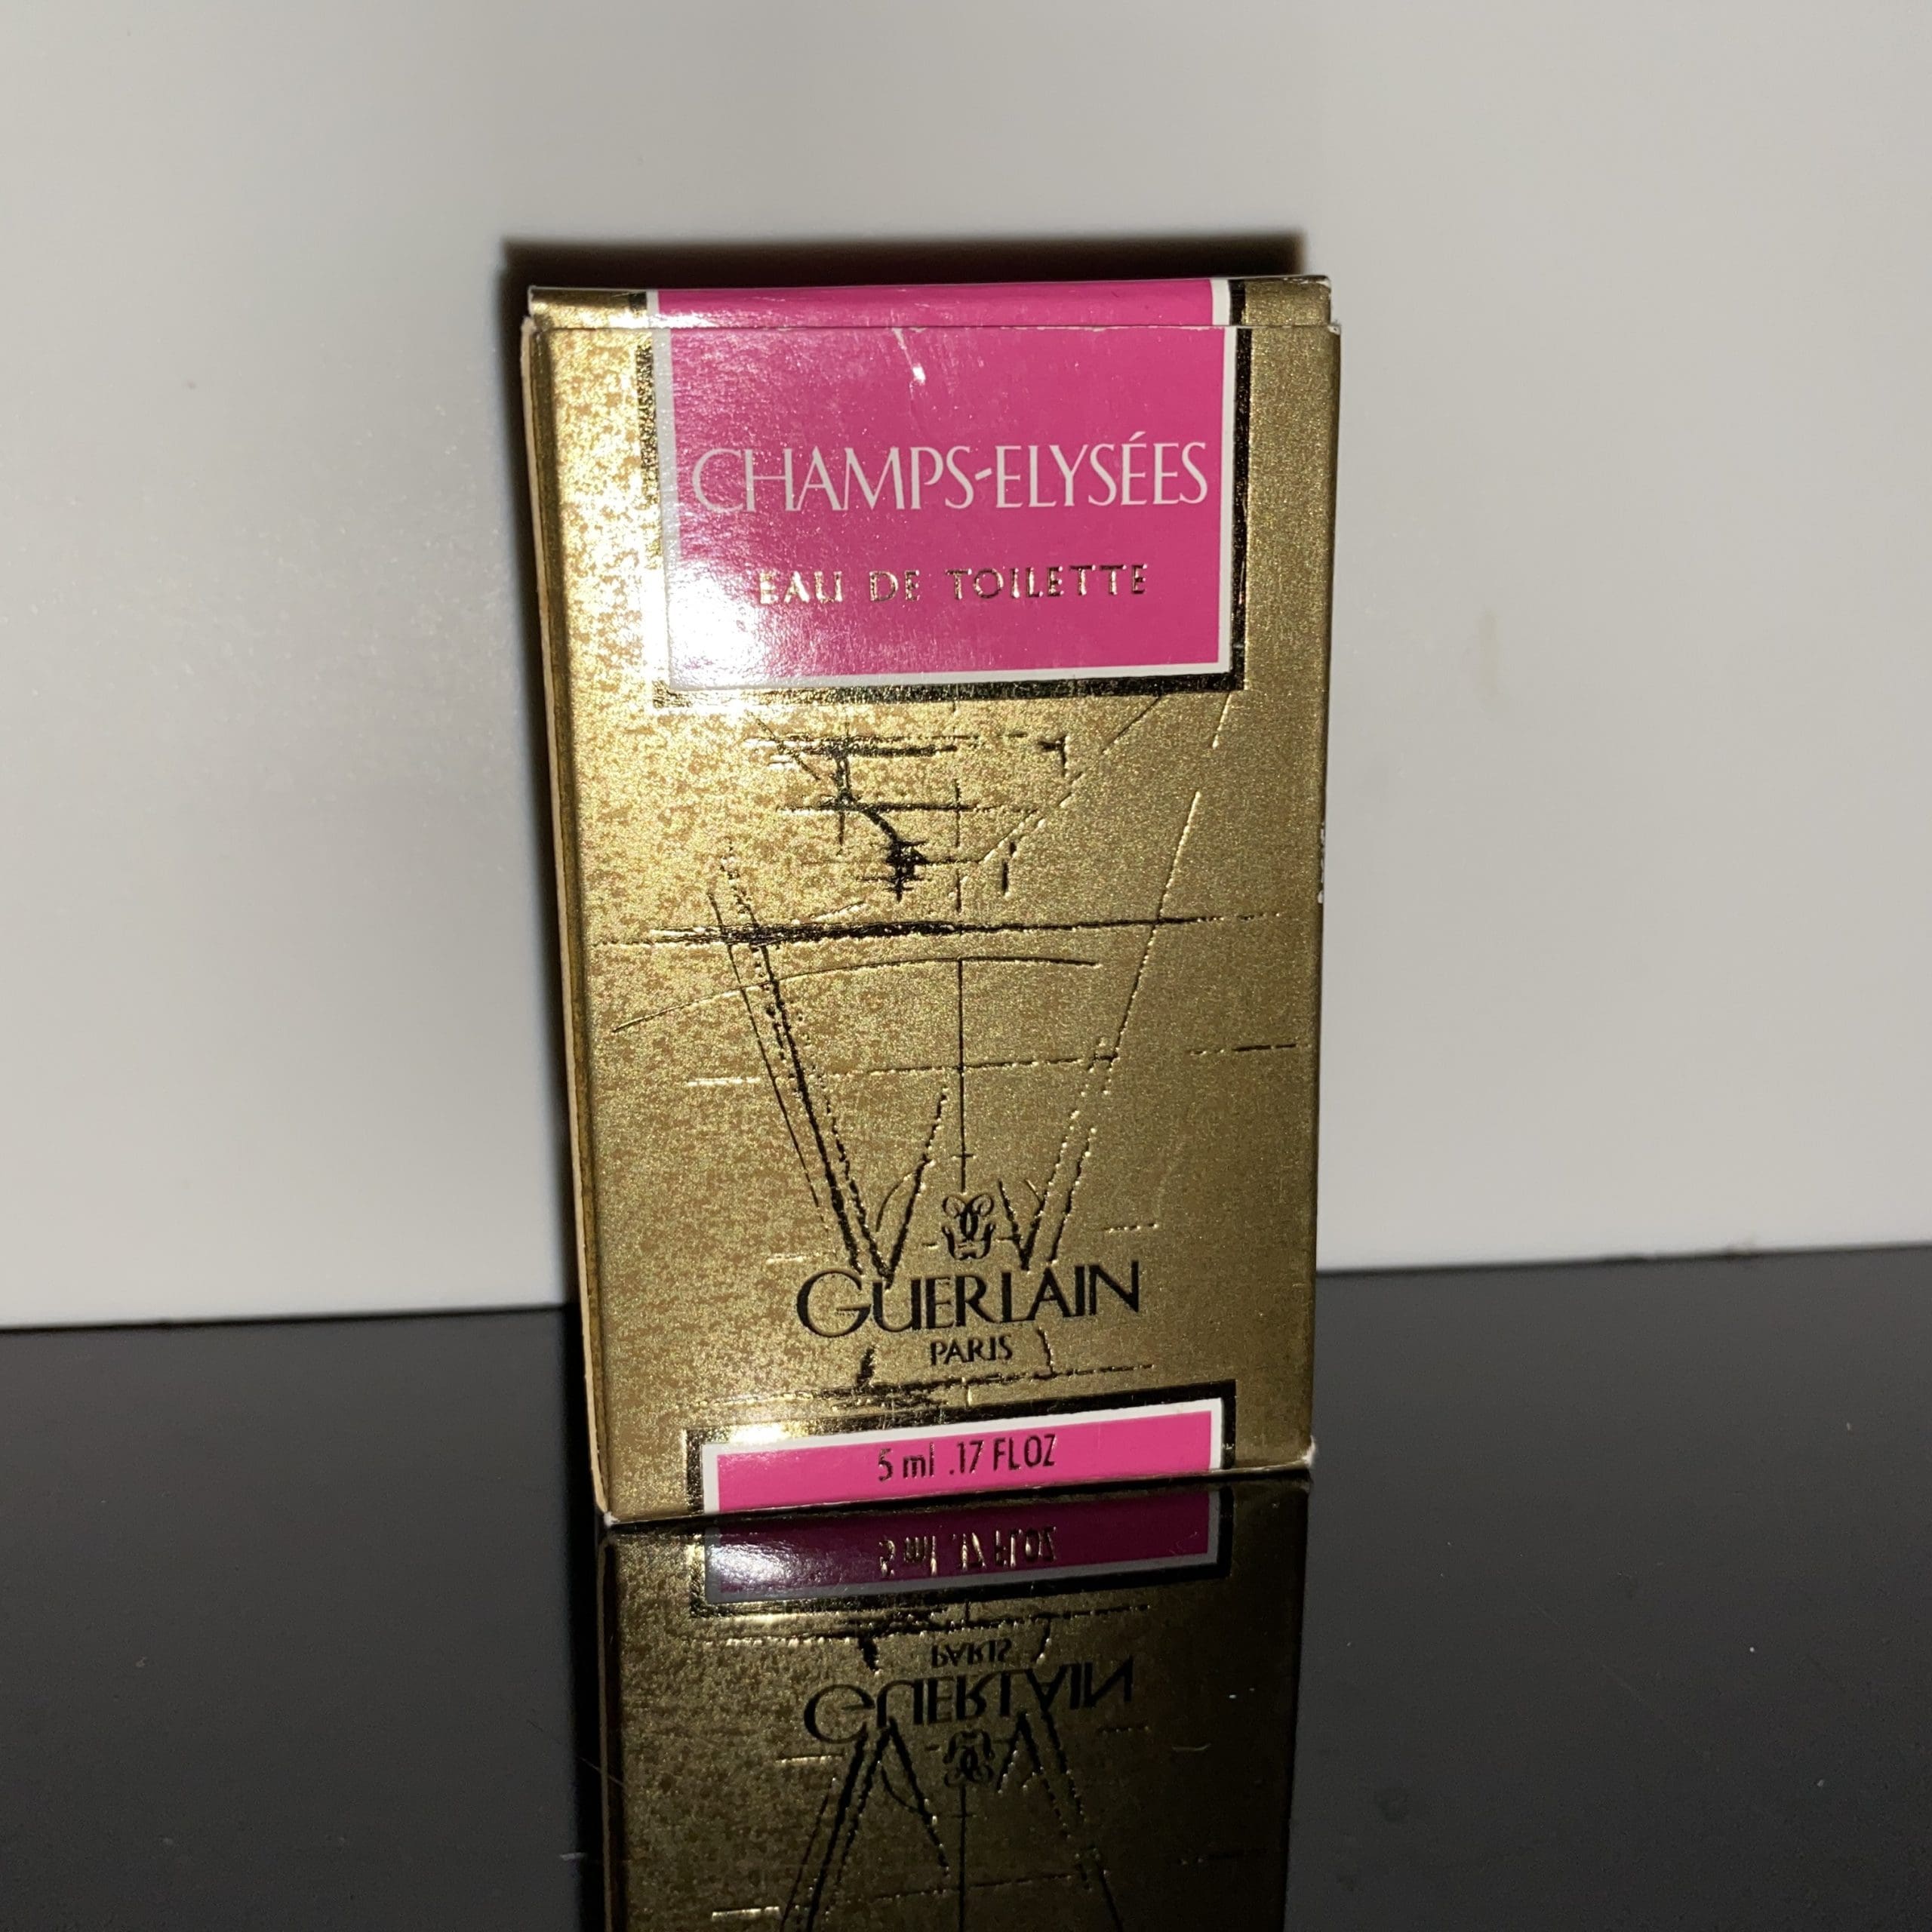 CHAMPS-ELYSÉES
EAU DE TOILETTE
GUERLAIN
PARIS
5 ml .17 FL OZ